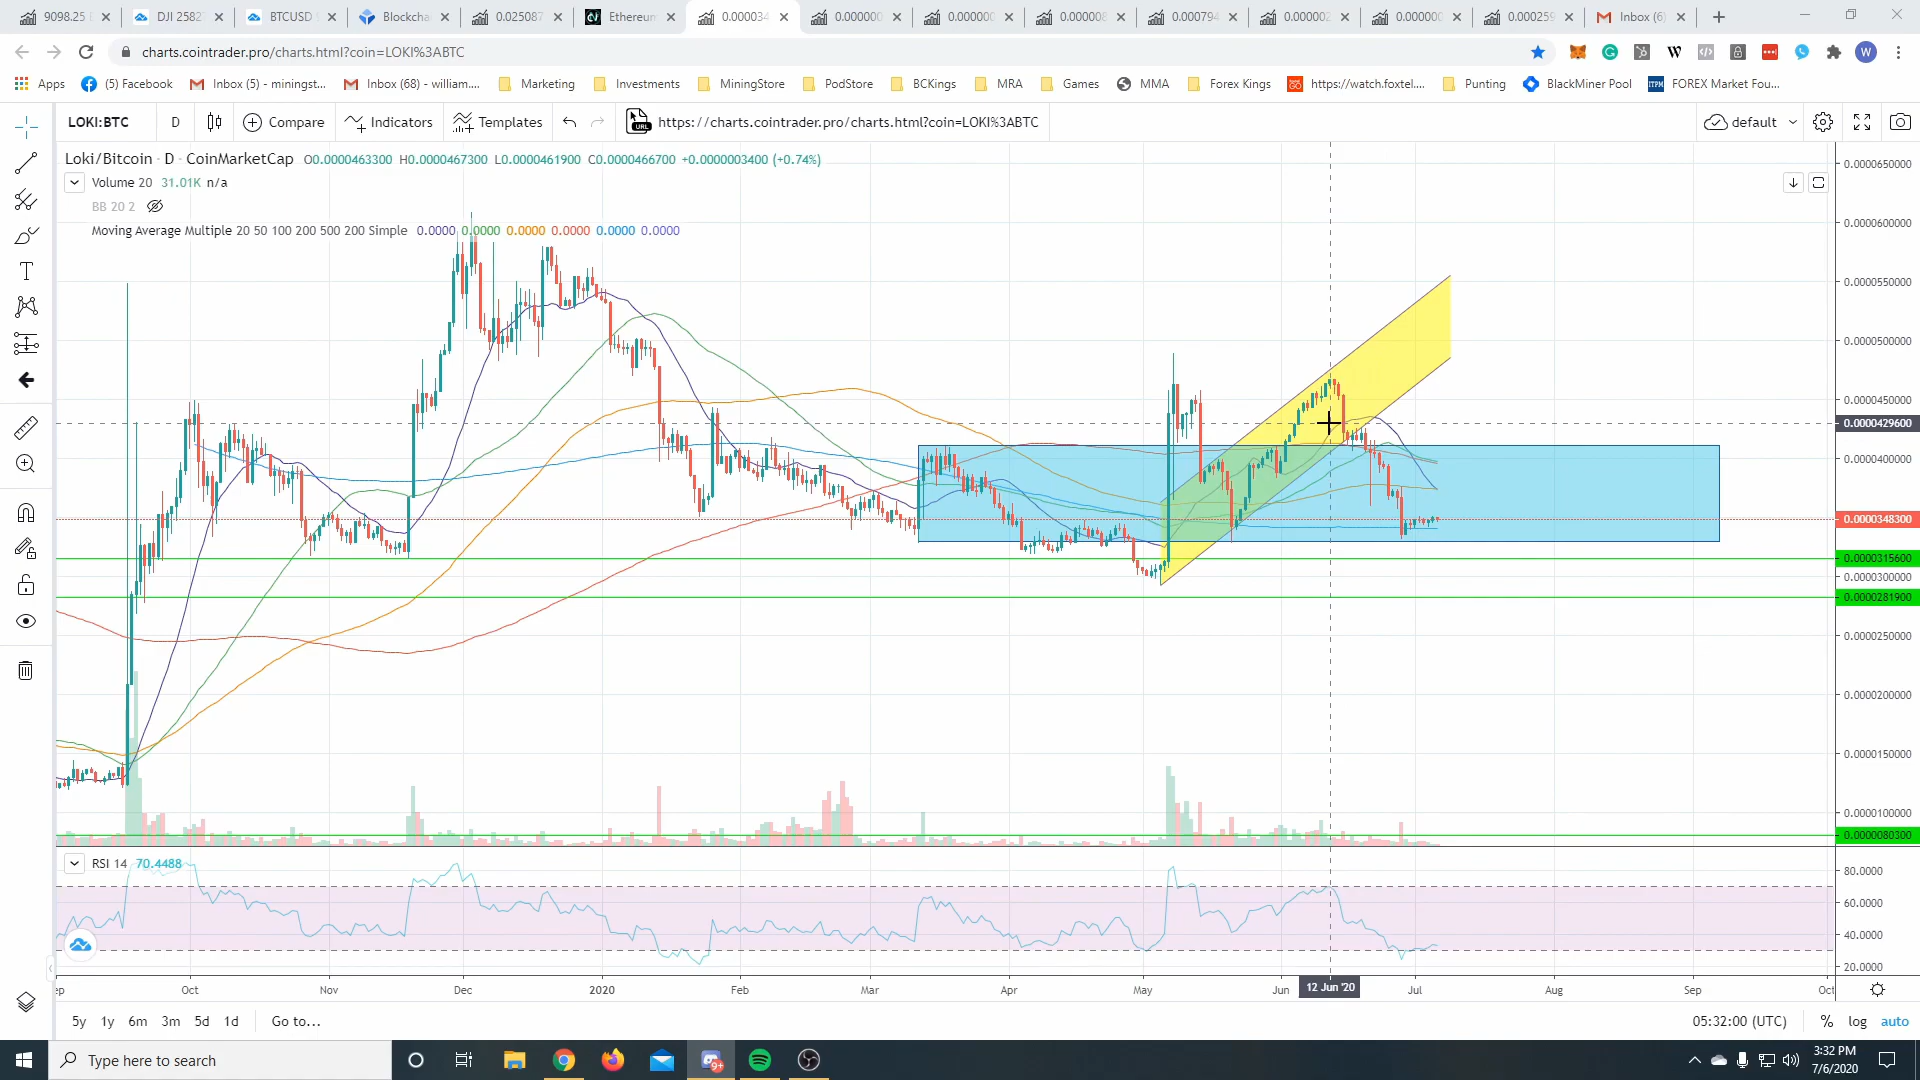 9098.25
DJI 2582
BTCUSD
Blockcha
0.025087
Ethereum
0.000034
0.000000
0.000000
0.000008
0.000794
0.000002
0.000000
0.000259
Inbox (6)
charts.cointrader.pro/charts.html?coin=LOKI%3ABTC
W
Apps
(5) Facebook
Inbox (5) - miningst...
Inbox (68) - william....
Marketing
Investments
MiningStore
PodStore
BCKings
MRA
Games
MMA
Forex Kings
https://watch.foxtel....
Punting
BlackMiner Pool
FOREX Market Fou...
LOKI:BTC
D
Compare
Indicators
Templates
https://charts.cointrader.pro/charts.html?coin=LOKI%3ABTC
default
Loki/Bitcoin · D · CoinMarketCap O0.0000463300 H0.0000467300 L0.0000461900 C0.0000466700 +0.0000003400 (+0.74%)
Volume 20 31.01K n/a
BB 20 2
Moving Average Multiple 20 50 100 200 500 200 Simple 0.0000 0.0000 0.0000 0.0000 0.0000 0.0000
0.0000650000
0.0000600000
0.0000550000
0.0000500000
0.0000450000
0.0000429600
0.0000400000
0.0000348300
0.0000315600
0.0000300000
0.0000281900
0.0000250000
0.0000200000
0.0000150000
0.0000100000
0.0000080300
RSI 14 70.4488
80.0000
60.0000
40.0000
20.0000
ep
Oct
Nov
Dec
2020
Feb
Mar
Apr
May
Jun
12 Jun '20
Jul
Aug
Sep
Oct
5y 1y 6m 3m 5d 1d Go to...
05:32:00 (UTC) % log auto
Type here to search
9+
3:32 PM
7/6/2020